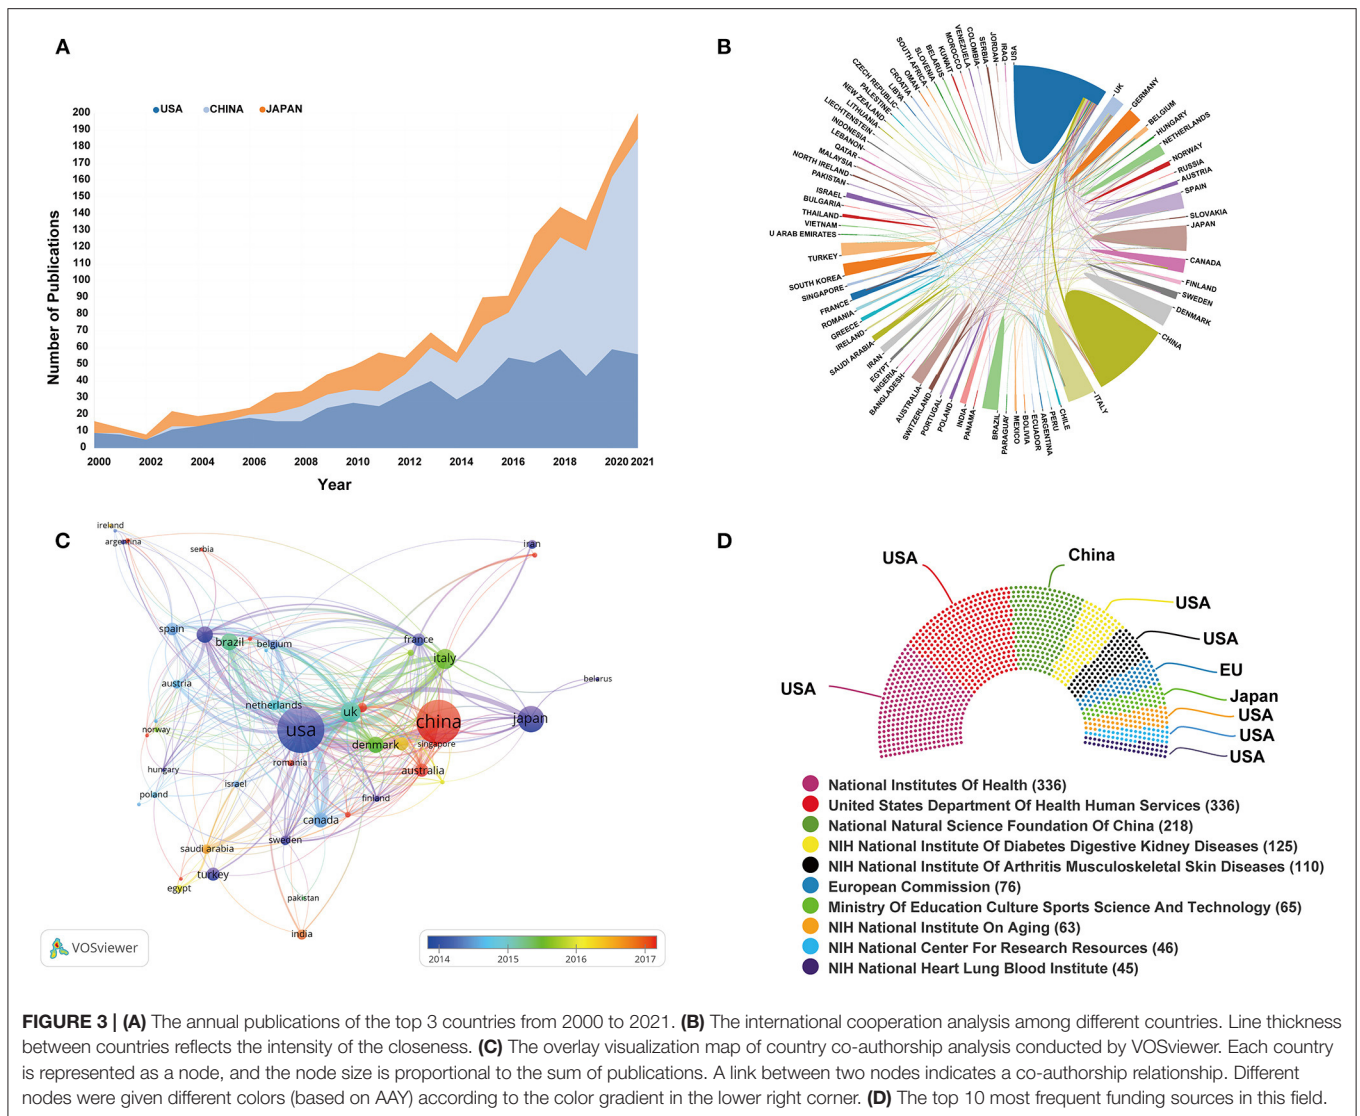 A
USA CHINA JAPAN
200
190
180
170
160
150
140
130
120
110
100
90
80
70
60
50
40
30
20
10
0
Number of Publications
2000 2002 2004 2006 2008 2010 2012 2014 2016 2018 2020 2021
Year
B
USA
UK
GERMANY
BELGIUM
HUNGARY
NETHERLANDS
NORWAY
RUSSIA
AUSTRIA
SPAIN
SLOVAKIA
JAPAN
CANADA
FINLAND
SWEDEN
DENMARK
CHINA
ITALY
CHILE
PERU
ARGENTINA
ECUADOR
BOLIVIA
MEXICO
PARAGUAY
BRAZIL
PANAMA
INDIA
POLAND
PORTUGAL
SWITZERLAND
AUSTRALIA
BANGLADESH
NIGERIA
EGYPT
IRAN
SAUDI ARABIA
IRELAND
GREECE
ROMANIA
FRANCE
SINGAPORE
SOUTH KOREA
TURKEY
U ARAB EMIRATES
VIETNAM
THAILAND
BULGARIA
ISRAEL
PAKISTAN
NORTH IRELAND
MALAYSIA
QATAR
LEBANON
INDONESIA
LIECHTENSTEIN
LITHUANIA
NEW ZEALAND
PALESTINE
CZECH REPUBLIC
LIBYA
CROATIA
OMAN
SOUTH AFRICA
SLOVENIA
BELARUS
KUWAIT
MOROCCO
VENEZUELA
COLOMBIA
SERBIA
JORDAN
IRAQ
C
ireland
argentina
serbia
iran
spain
brazil
belgium
france
italy
austria
belarus
netherlands
uk
usa
china
japan
norway
denmark
singapore
romania
australia
hungary
israel
poland
finland
canada
sweden
saudi arabia
turkey
egypt
pakistan
india
VOSviewer
2014 2015 2016 2017
D
USA
China
USA
USA
USA
EU
Japan
USA
USA
USA
National Institutes Of Health (336)
United States Department Of Health Human Services (336)
National Natural Science Foundation Of China (218)
NIH National Institute Of Diabetes Digestive Kidney Diseases (125)
NIH National Institute Of Arthritis Musculoskeletal Skin Diseases (110)
European Commission (76)
Ministry Of Education Culture Sports Science And Technology (65)
NIH National Institute On Aging (63)
NIH National Center For Research Resources (46)
NIH National Heart Lung Blood Institute (45)
FIGURE 3 | (A) The annual publications of the top 3 countries from 2000 to 2021. (B) The international cooperation analysis among different countries. Line thickness
between countries reflects the intensity of the closeness. (C) The overlay visualization map of country co-authorship analysis conducted by VOSviewer. Each country
is represented as a node, and the node size is proportional to the sum of publications. A link between two nodes indicates a co-authorship relationship. Different
nodes were given different colors (based on AAY) according to the color gradient in the lower right corner. (D) The top 10 most frequent funding sources in this field.